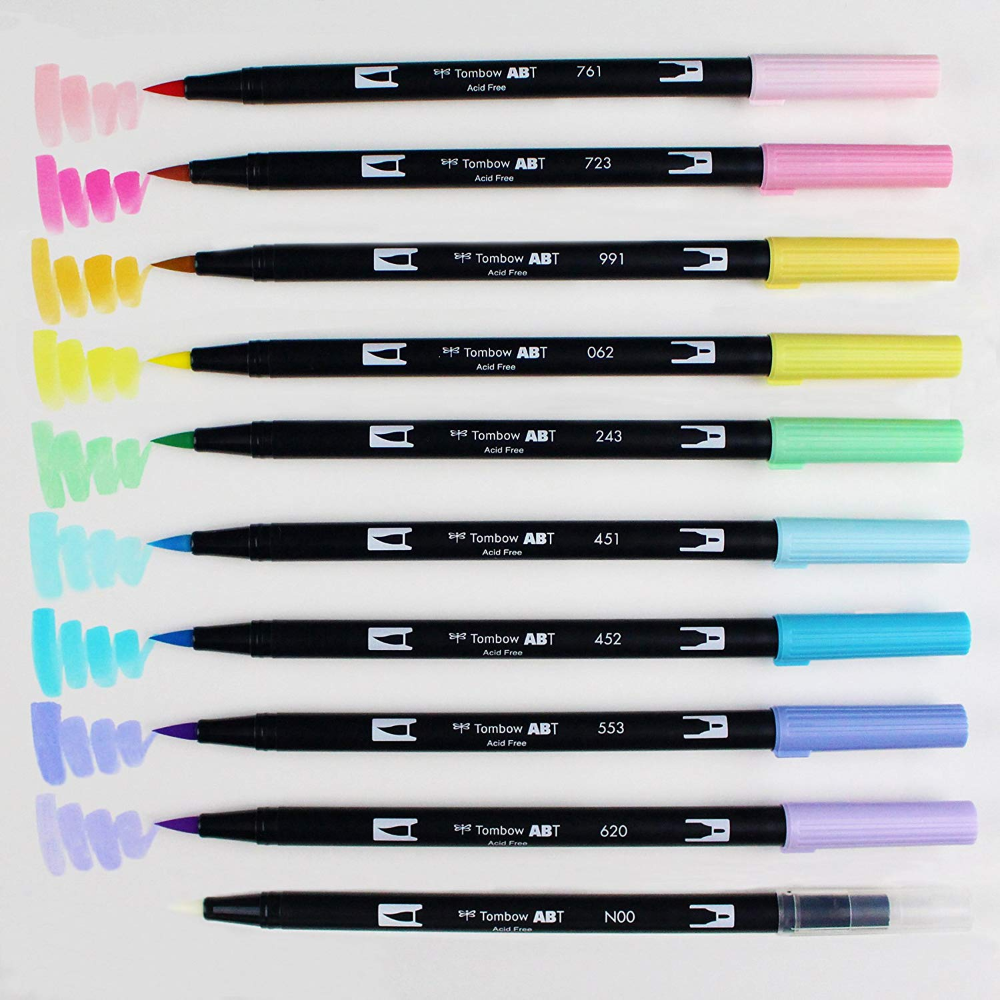 Tombow ABT 761
Acid Free
Tombow ABT 723
Acid Free
Tombow ABT 991
Acid Free
Tombow ABT 062
Acid Free
Tombow ABT 243
Acid Free
Tombow ABT 451
Acid Free
Tombow ABT 452
Acid Free
Tombow ABT 553
Acid Free
Tombow ABT 620
Acid Free
Tombow ABT N00
Acid Free